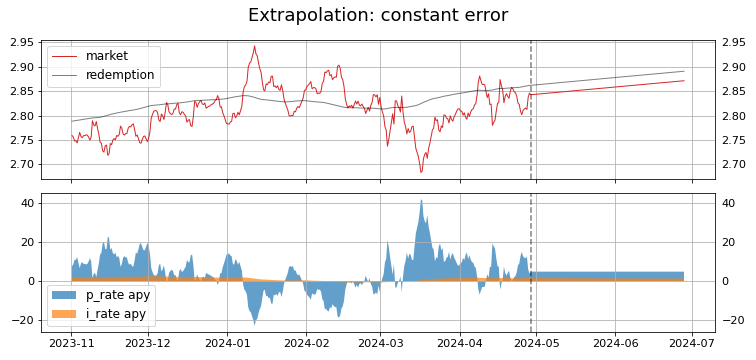 Extrapolation: constant error
2.95 2.95
market
2.90 2.90
redemption
2.85 2.85
2.80 2.80
2.75 2.75
2.70 2.70
40 40
20 20
0 0
p_rate apy
i_rate apy
−20 −20
2023-11 2023-12 2024-01 2024-02 2024-03 2024-04 2024-05 2024-06 2024-07